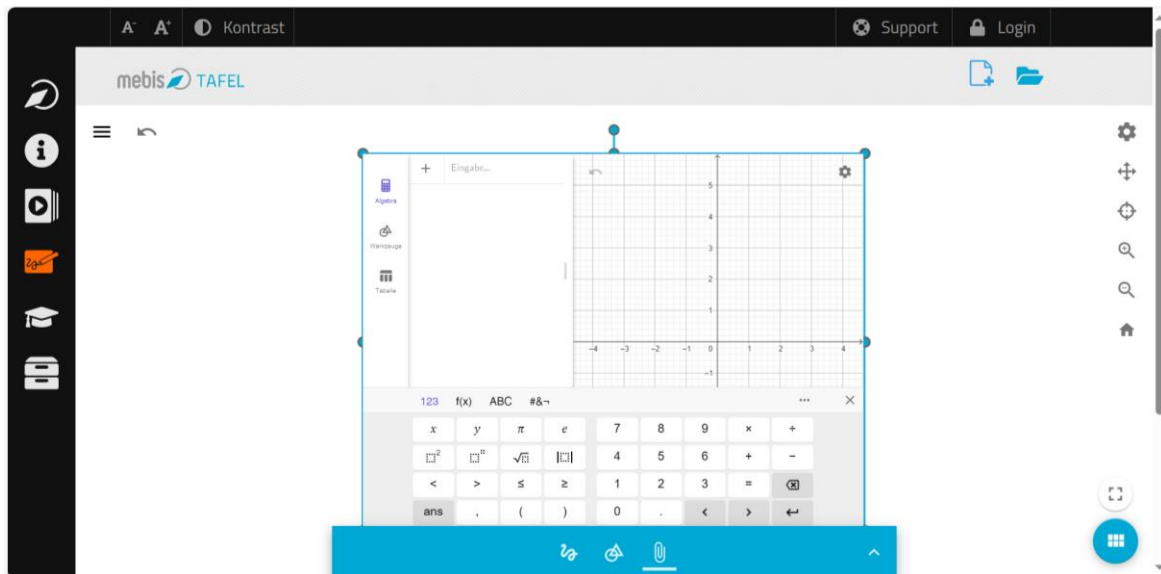 A⁻ A⁺ Kontrast Support Login
mebis TAFEL
+ Eingabe...
Algebra
Werkzeuge
Tabelle
5
4
3
2
1
-4 -3 -2 -1 0 1 2 3 4
-1
123 f(x) ABC #&¬ ...
x y π e 7 8 9 × ÷
□² □ⁿ √□ |□| 4 5 6 + −
< > ≤ ≥ 1 2 3 =
ans , ( ) 0 . < >